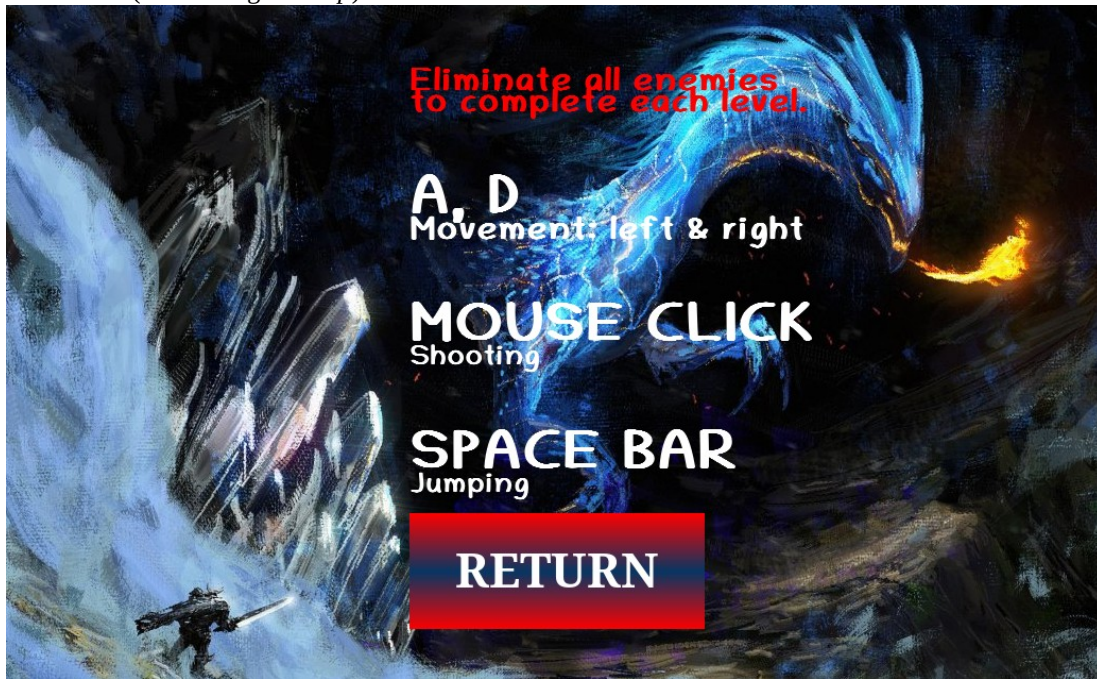 Eliminate all enemies
to complete each level.
A, D
Movement: left & right
MOUSE CLICK
Shooting
SPACE BAR
Jumping
RETURN